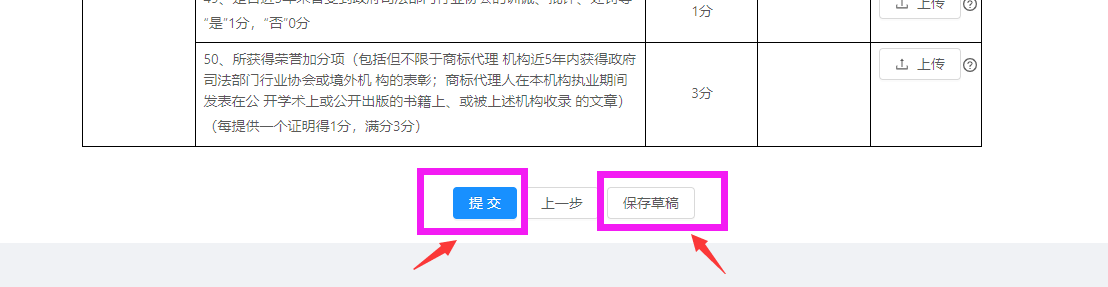 “是”1分，“否”0分
1分
上传
50、所获得荣誉加分项（包括但不限于商标代理 机构近5年内获得政府
司法部门行业协会或境外机 构的表彰；商标代理人在本机构执业期间
发表在公 开学术上或公开出版的书籍上、或被上述机构收录 的文章）
（每提供一个证明得1分，满分3分）
3分
上传
提 交
上一步
保存草稿